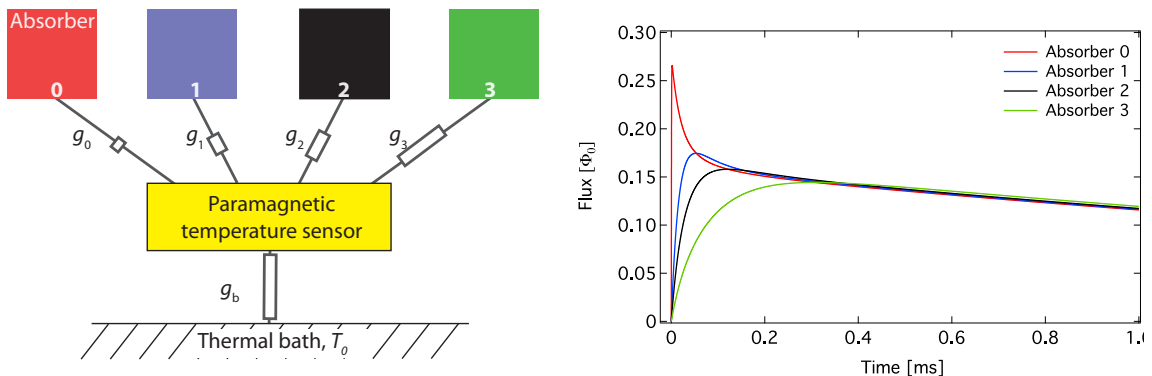 Absorber
0
1
2
3
g0
g1
g2
g3
Paramagnetic
temperature sensor
gb
Thermal bath, T0
Flux [Φ0]
0.30
0.25
0.20
0.15
0.10
0.05
0
Absorber 0
Absorber 1
Absorber 2
Absorber 3
0
0.2
0.4
0.6
0.8
1.0
Time [ms]